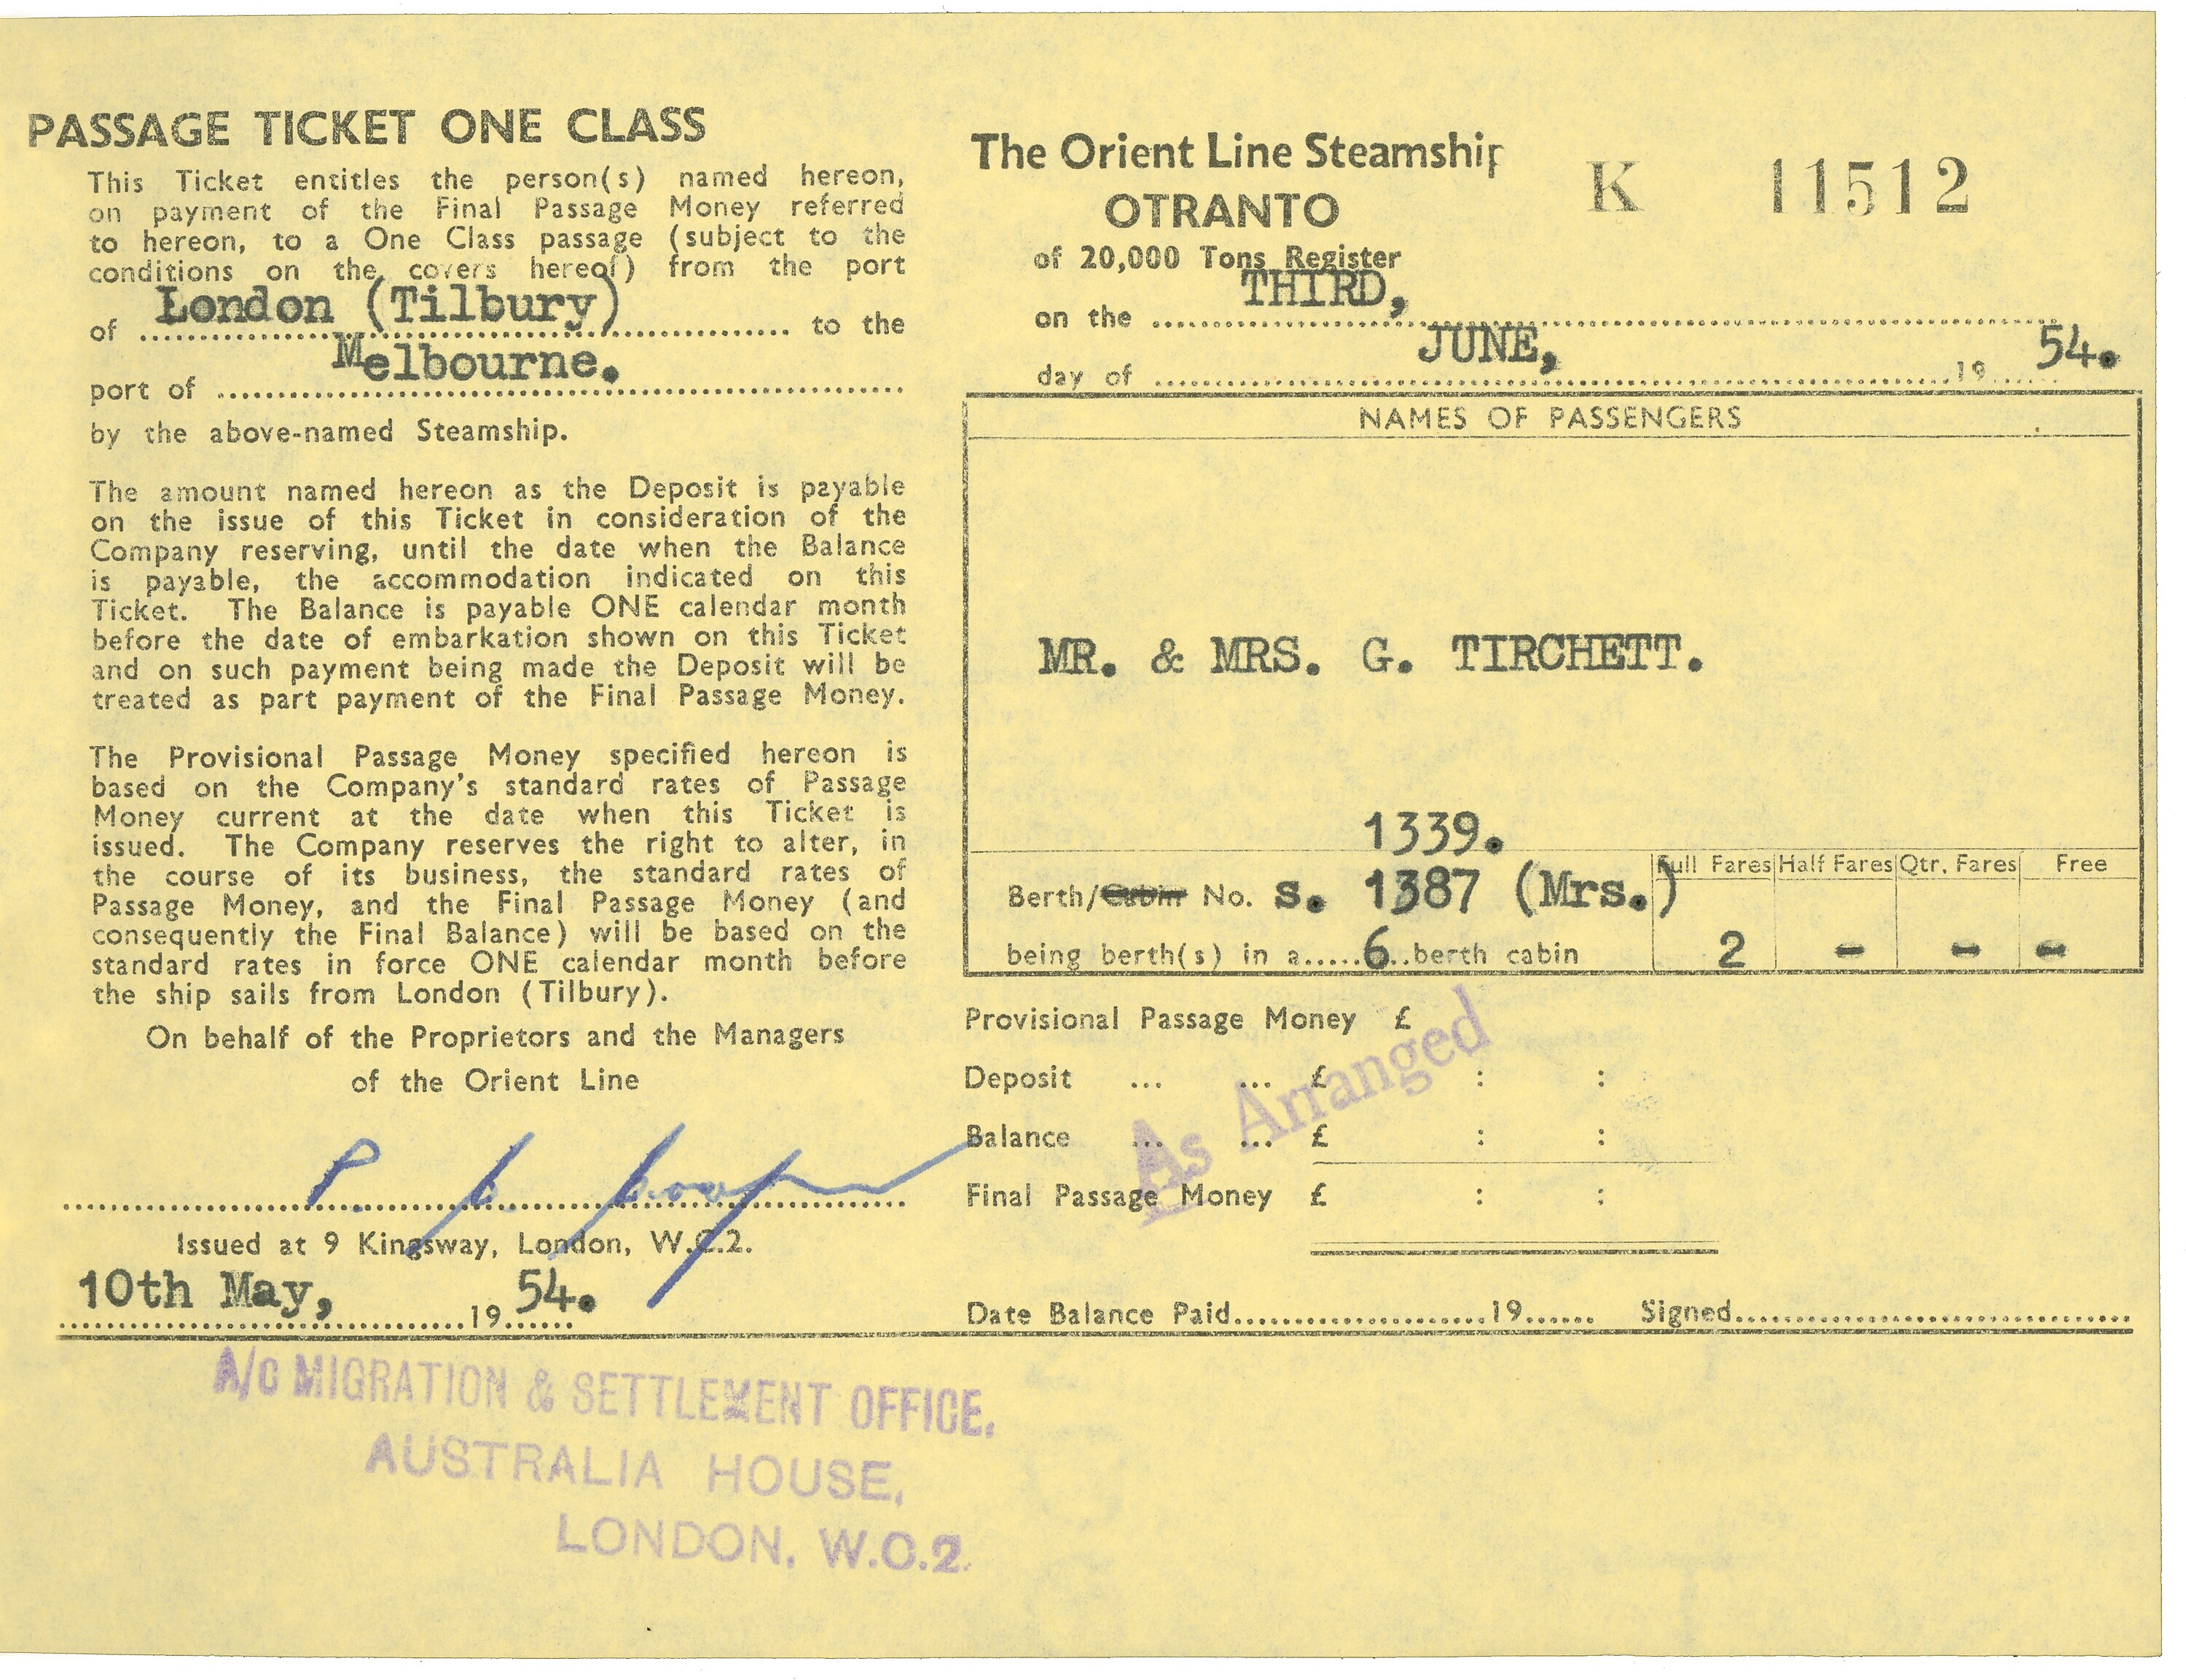 PASSAGE TICKET ONE CLASS
This Ticket entitles the person(s) named hereon,
on payment of the Final Passage Money referred
to hereon, to a One Class passage (subject to the
conditions on the covers hereof) from the port
of London (Tilbury) to the
port of Melbourne.
by the above-named Steamship.
The amount named hereon as the Deposit is payable
on the issue of this Ticket in consideration of the
Company reserving, until the date when the Balance
is payable, the accommodation indicated on this
Ticket. The Balance is payable ONE calendar month
before the date of embarkation shown on this Ticket
and on such payment being made the Deposit will be
treated as part payment of the Final Passage Money.
The Provisional Passage Money specified hereon is
based on the Company's standard rates of Passage
Money current at the date when this Ticket is
issued. The Company reserves the right to alter, in
the course of its business, the standard rates of
Passage Money, and the Final Passage Money (and
consequently the Final Balance) will be based on the
standard rates in force ONE calendar month before
the ship sails from London (Tilbury).
On behalf of the Proprietors and the Managers
of the Orient Line
Issued at 9 Kingsway, London, W.C.2.
10th May, 19 54.
A/C MIGRATION & SETTLEMENT OFFICE.
AUSTRALIA HOUSE,
LONDON. W.C.2.
The Orient Line Steamship
OTRANTO
K 11512
of 20,000 Tons Register
on the THIRD,
day of JUNE, 19 54.
NAMES OF PASSENGERS
MR. & MRS. G. TIRCHETT.
1339.
Berth/Cabin No. s. 1387 (Mrs.)
being berth(s) in a 6 berth cabin
Full Fares Half Fares Qtr. Fares Free
2 - - -
Provisional Passage Money £
Deposit ... ... £ : :
Balance ... ... £ : :
Final Passage Money £ : :
As Arranged
Date Balance Paid 19 Signed